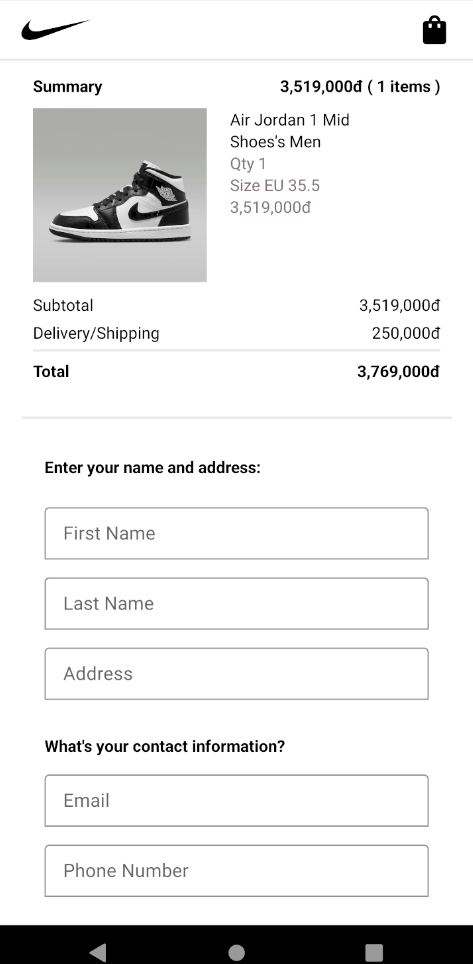 Summary 3,519,000đ ( 1 items )
Air Jordan 1 Mid
Shoes's Men
Qty 1
Size EU 35.5
3,519,000đ
Subtotal 3,519,000đ
Delivery/Shipping 250,000đ
Total 3,769,000đ
Enter your name and address:
First Name
Last Name
Address
What's your contact information?
Email
Phone Number